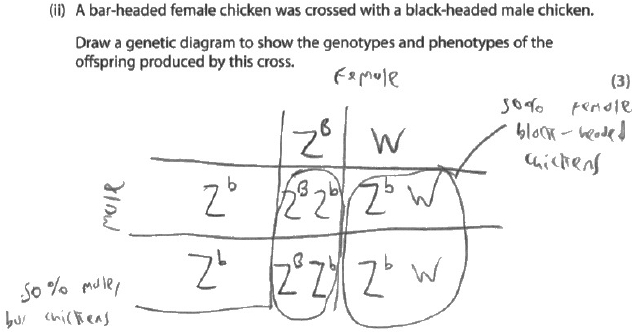 (ii) A bar-headed female chicken was crossed with a black-headed male chicken.
Draw a genetic diagram to show the genotypes and phenotypes of the
offspring produced by this cross.
(3)
Female
50% female
black-headed
chickens
Z^B W
male
Z^b Z^B Z^b Z^b W
Z^b Z^B Z^b Z^b W
50% male,
bar chickens